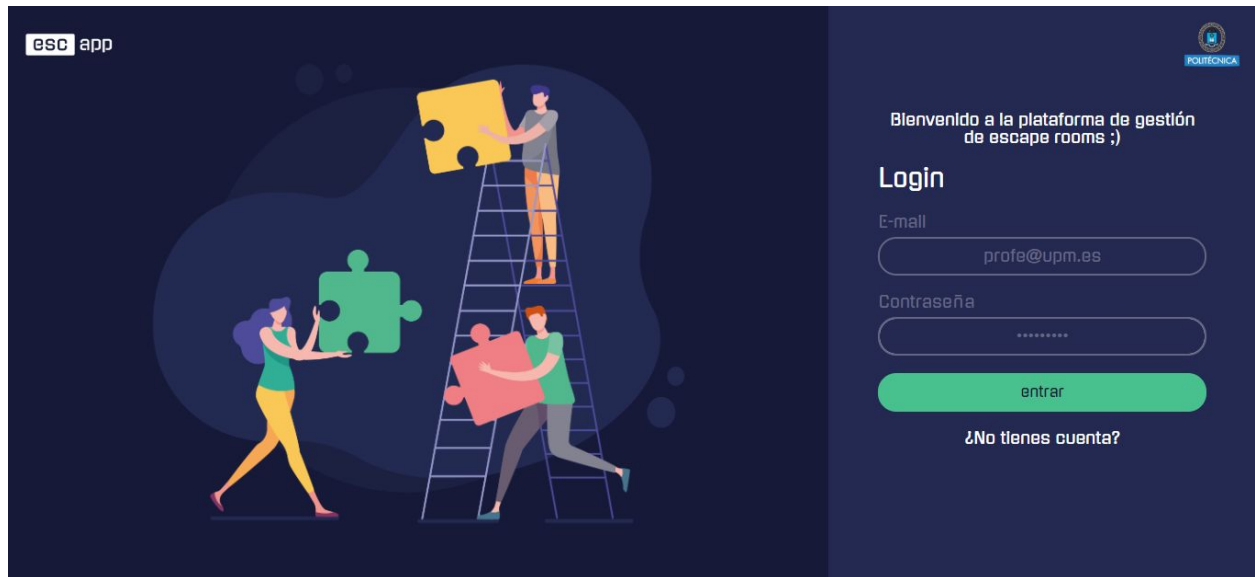 esc app
POLITÉCNICA
Bienvenido a la plataforma de gestión
de escape rooms ;)
Login
E-mail
profe@upm.es
Contraseña
•••••••••
entrar
¿No tienes cuenta?